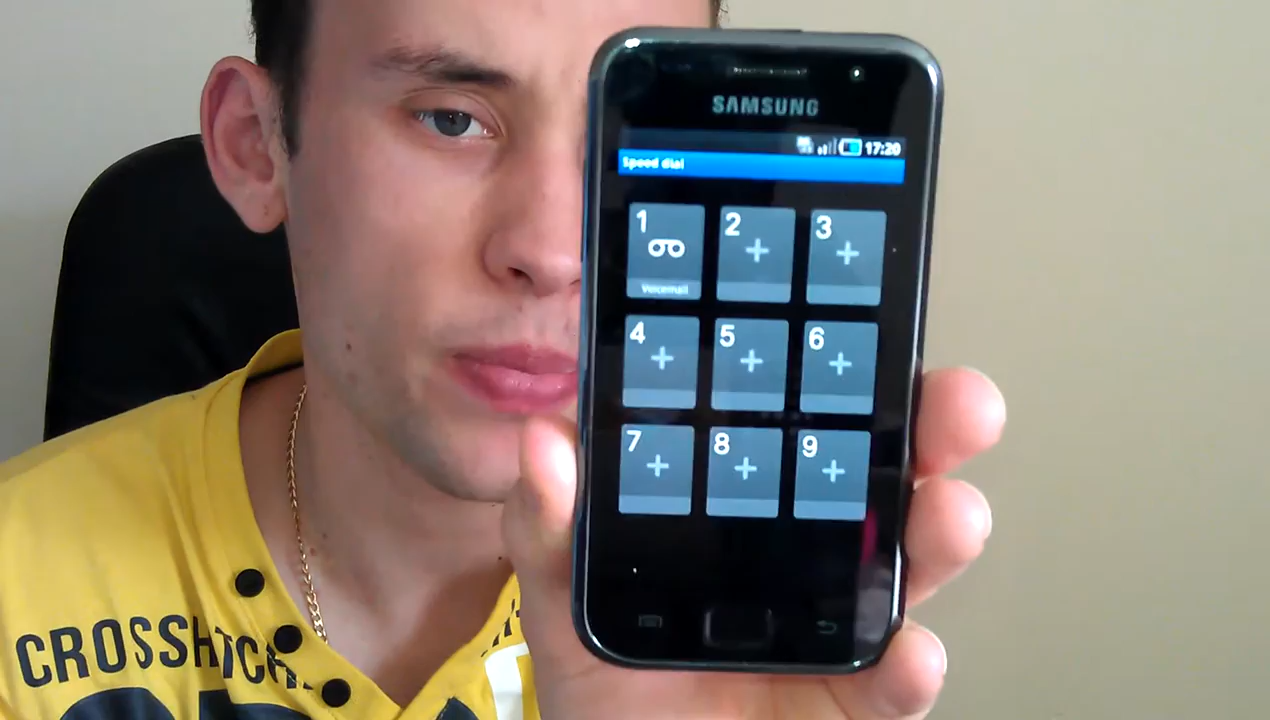 SAMSUNG
17:20
Speed dial
1 2 3
Voicemail
4 5 6
7 8 9
CROSSHATCH